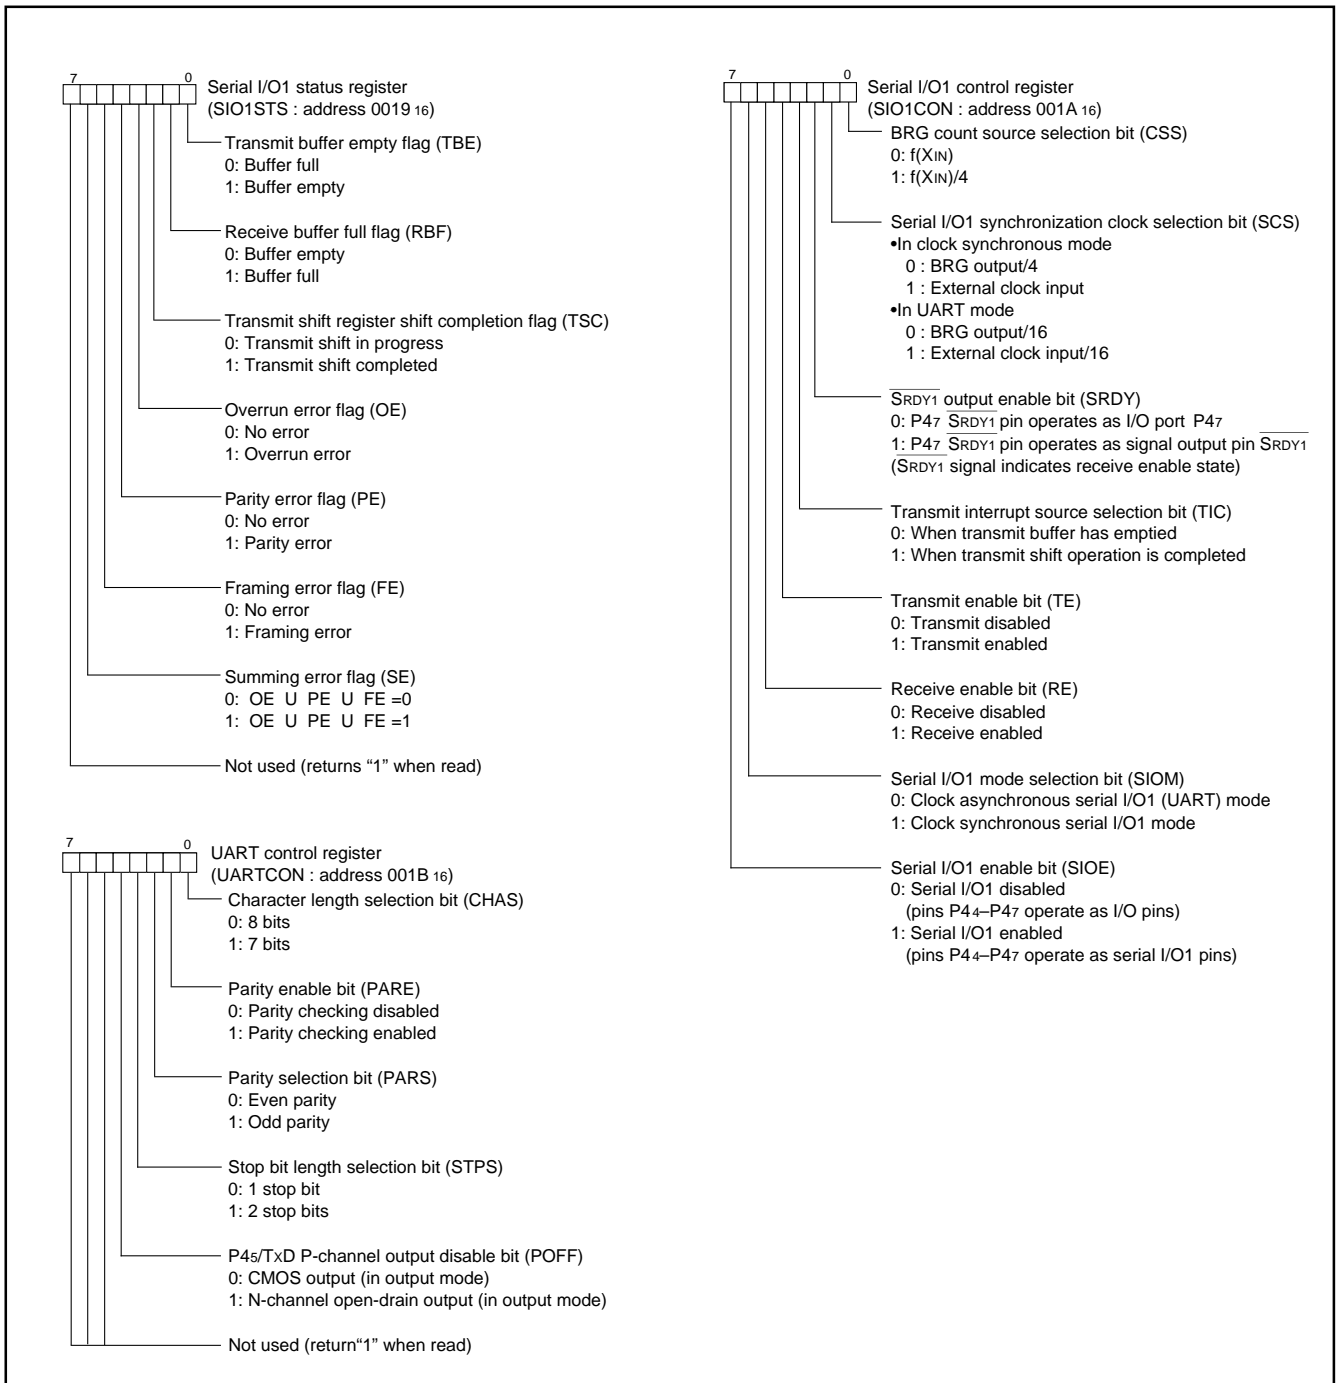 7 0
Serial I/O1 status register
(SIO1STS : address 0019 16)
Transmit buffer empty flag (TBE)
0: Buffer full
1: Buffer empty
Receive buffer full flag (RBF)
0: Buffer empty
1: Buffer full
Transmit shift register shift completion flag (TSC)
0: Transmit shift in progress
1: Transmit shift completed
Overrun error flag (OE)
0: No error
1: Overrun error
Parity error flag (PE)
0: No error
1: Parity error
Framing error flag (FE)
0: No error
1: Framing error
Summing error flag (SE)
0: OE U PE U FE =0
1: OE U PE U FE =1
Not used (returns “1” when read)
7 0
UART control register
(UARTCON : address 001B 16)
Character length selection bit (CHAS)
0: 8 bits
1: 7 bits
Parity enable bit (PARE)
0: Parity checking disabled
1: Parity checking enabled
Parity selection bit (PARS)
0: Even parity
1: Odd parity
Stop bit length selection bit (STPS)
0: 1 stop bit
1: 2 stop bits
P45/TXD P-channel output disable bit (POFF)
0: CMOS output (in output mode)
1: N-channel open-drain output (in output mode)
Not used (return“1” when read)
7 0
Serial I/O1 control register
(SIO1CON : address 001A 16)
BRG count source selection bit (CSS)
0: f(XIN)
1: f(XIN)/4
Serial I/O1 synchronization clock selection bit (SCS)
•In clock synchronous mode
0 : BRG output/4
1 : External clock input
•In UART mode
0 : BRG output/16
1 : External clock input/16
SRDY1 output enable bit (SRDY)
0: P47 SRDY1 pin operates as I/O port P47
1: P47 SRDY1 pin operates as signal output pin SRDY1
(SRDY1 signal indicates receive enable state)
Transmit interrupt source selection bit (TIC)
0: When transmit buffer has emptied
1: When transmit shift operation is completed
Transmit enable bit (TE)
0: Transmit disabled
1: Transmit enabled
Receive enable bit (RE)
0: Receive disabled
1: Receive enabled
Serial I/O1 mode selection bit (SIOM)
0: Clock asynchronous serial I/O1 (UART) mode
1: Clock synchronous serial I/O1 mode
Serial I/O1 enable bit (SIOE)
0: Serial I/O1 disabled
(pins P44–P47 operate as I/O pins)
1: Serial I/O1 enabled
(pins P44–P47 operate as serial I/O1 pins)